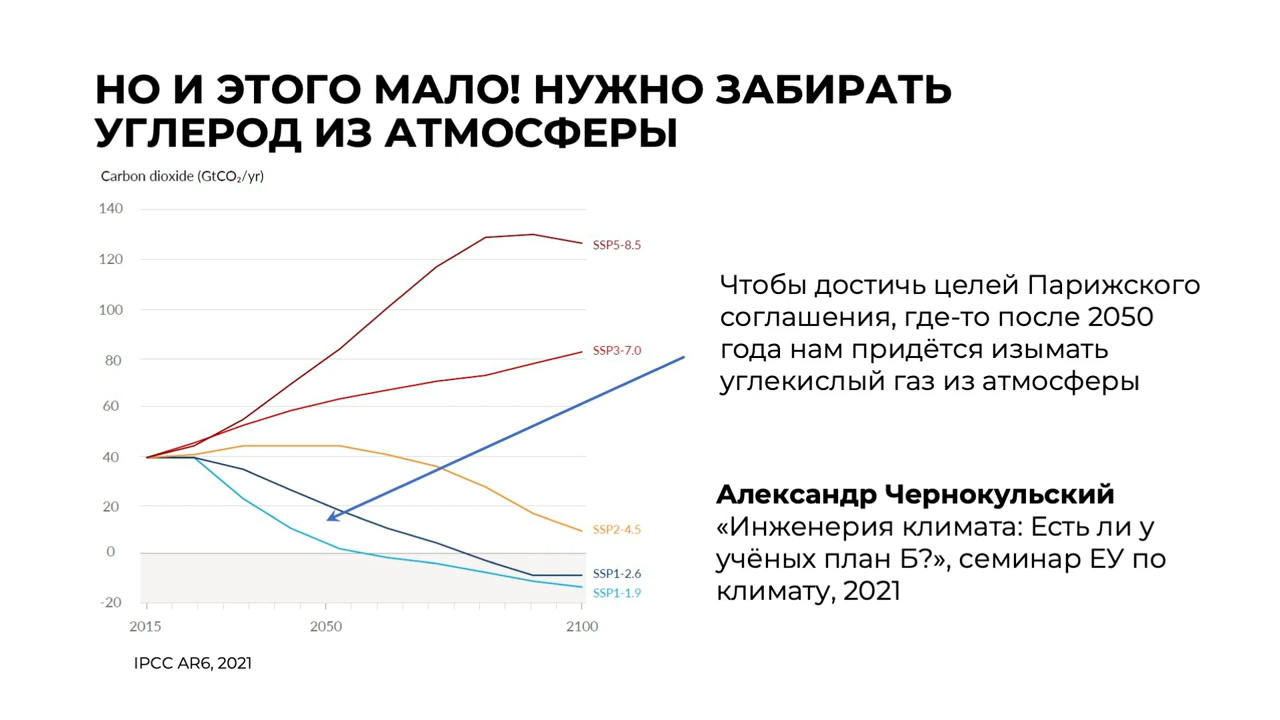 НО И ЭТОГО МАЛО! НУЖНО ЗАБИРАТЬ
УГЛЕРОД ИЗ АТМОСФЕРЫ
Carbon dioxide (GtCO₂/yr)
140
120
100
80
60
40
20
0
-20
2015
2050
2100
SSP5-8.5
SSP3-7.0
SSP2-4.5
SSP1-2.6
SSP1-1.9
IPCC AR6, 2021
Чтобы достичь целей Парижского
соглашения, где-то после 2050
года нам придётся изымать
углекислый газ из атмосферы
Александр Чернокульский
«Инженерия климата: Есть ли у
учёных план Б?», семинар ЕУ по
климату, 2021